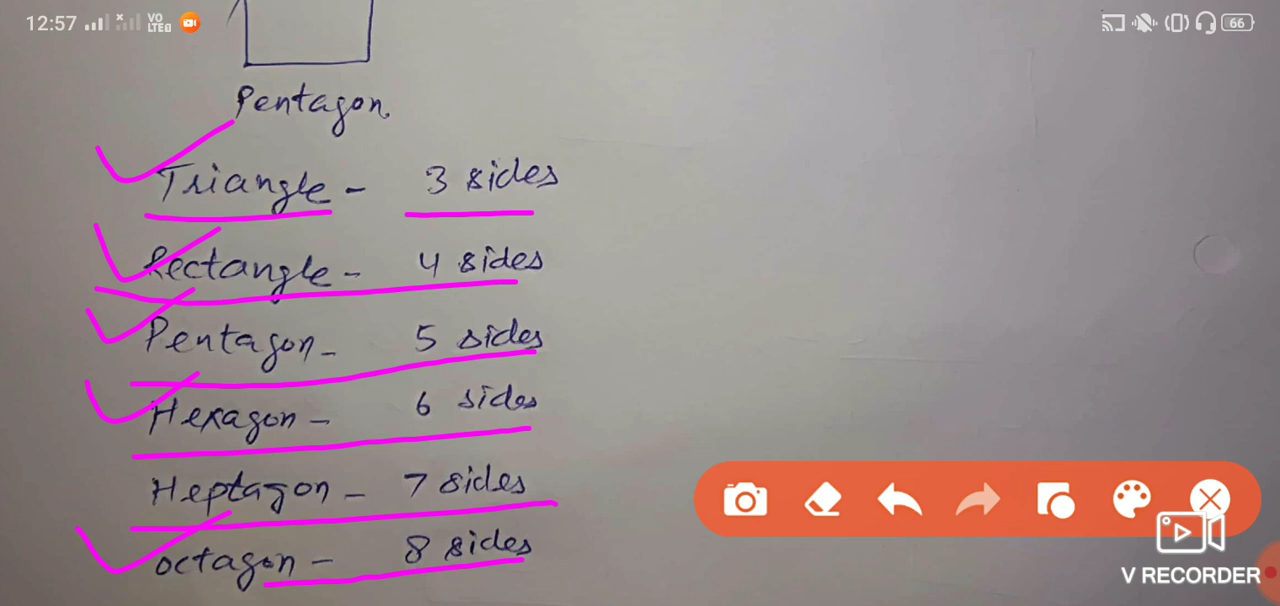 12:57 VO LTE 66
Pentagon
Triangle - 3 sides
Rectangle - 4 sides
Pentagon - 5 sides
Hexagon - 6 sides
Heptagon - 7 sides
octagon - 8 sides
V RECORDER